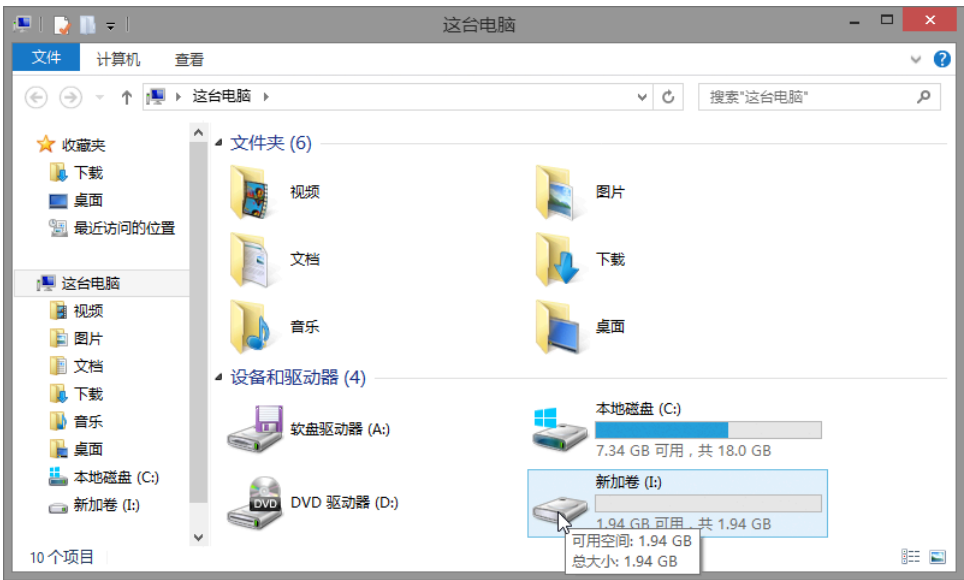 这台电脑
文件 计算机 查看
这台电脑
搜索"这台电脑"
收藏夹
下载
桌面
最近访问的位置
这台电脑
视频
图片
文档
下载
音乐
桌面
本地磁盘 (C:)
新加卷 (I:)
文件夹 (6)
视频
图片
文档
下载
音乐
桌面
设备和驱动器 (4)
软盘驱动器 (A:)
本地磁盘 (C:)
7.34 GB 可用，共 18.0 GB
DVD
DVD 驱动器 (D:)
新加卷 (I:)
1.94 GB 可用，共 1.94 GB
可用空间: 1.94 GB
总大小: 1.94 GB
10 个项目